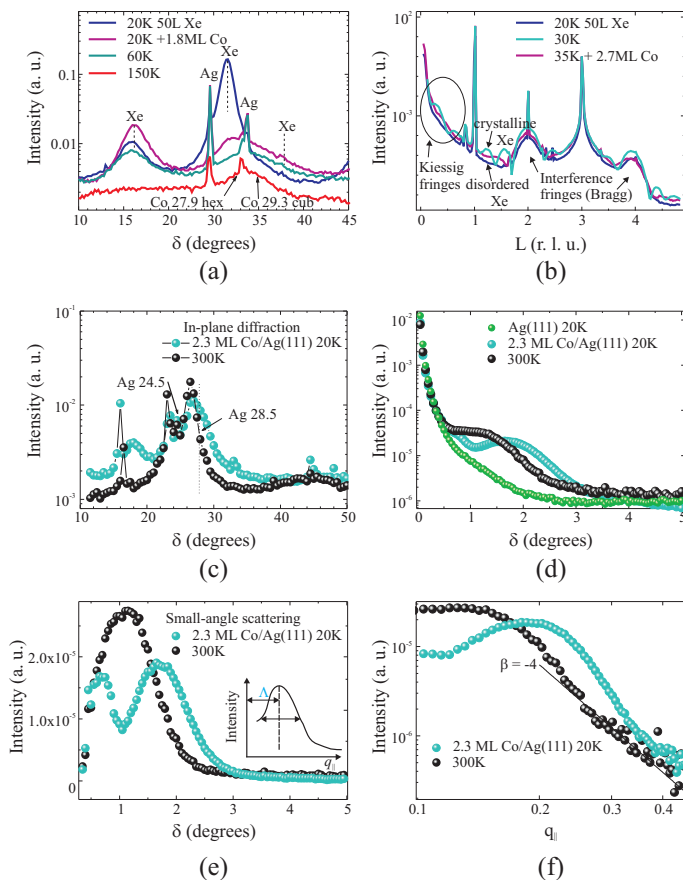 20K 50L Xe
20K +1.8ML Co
60K
150K
Xe
Ag
Xe
Ag
Xe
Co 27.9 hex
Co 29.3 cub
0.1
0.01
Intensity (a. u.)
10 15 20 25 30 35 40 45
δ (degrees)
(a)
20K 50L Xe
30K
35K + 2.7ML Co
10²
10⁻³
Intensity (a. u.)
Kiessig
fringes
crystalline
Xe
disordered
Xe
Interference
fringes (Bragg)
0 1 2 3 4
L (r. l. u.)
(b)
In-plane diffraction
2.3 ML Co/Ag(111) 20K
300K
Ag 24.5
Ag 28.5
10⁻¹
10⁻²
10⁻³
Intensity (a. u.)
10 20 30 40 50
δ (degrees)
(c)
Ag(111) 20K
2.3 ML Co/Ag(111) 20K
300K
10⁻²
10⁻³
10⁻⁴
10⁻⁵
10⁻⁶
Intensity (a. u.)
0 1 2 3 4 5
δ (degrees)
(d)
Small-angle scattering
2.3 ML Co/Ag(111) 20K
300K
2.0x10⁻⁵
1.0x10⁻⁵
0
Intensity (a. u.)
Λ
Intensity
q||
1 2 3 4 5
δ (degrees)
(e)
β = -4
2.3 ML Co/Ag(111) 20K
300K
10⁻⁵
10⁻⁶
Intensity (a. u.)
0.1 0.2 0.3 0.4
q||
(f)